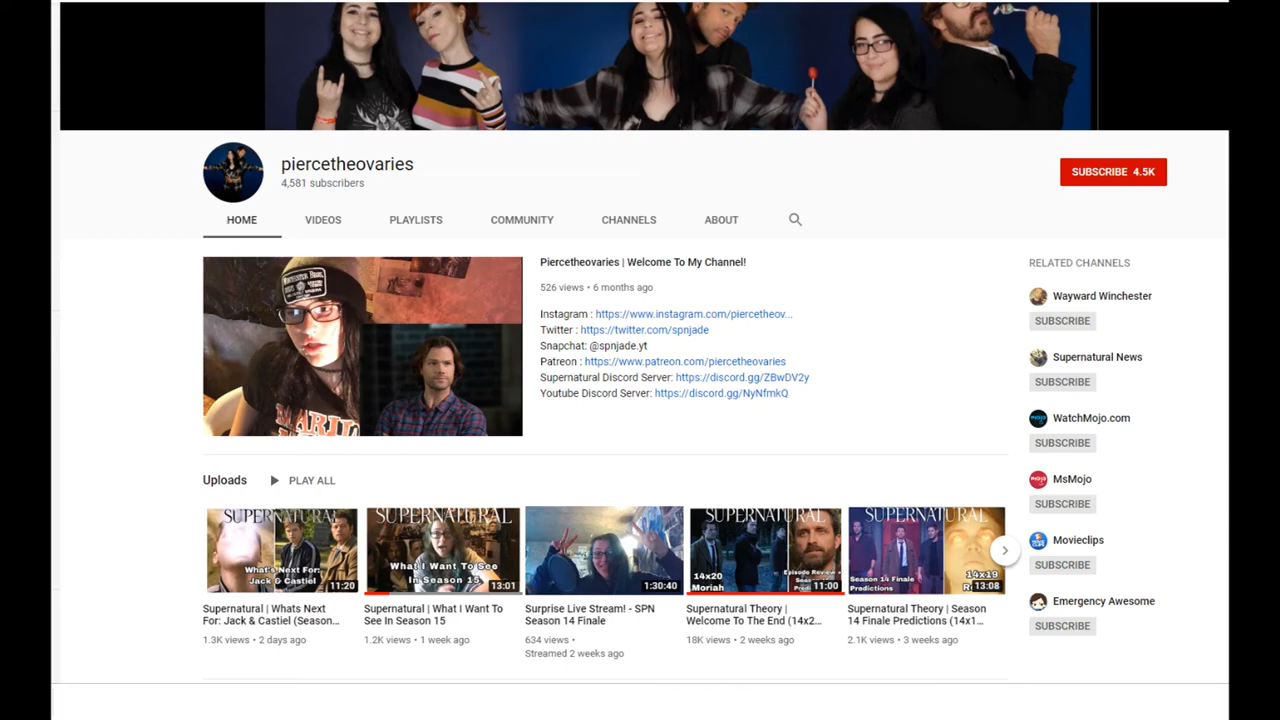 piercetheovaries
4,581 subscribers
SUBSCRIBE 4.5K
HOME
VIDEOS
PLAYLISTS
COMMUNITY
CHANNELS
ABOUT
Piercetheovaries | Welcome To My Channel!
526 views • 6 months ago
Instagram : https://www.instagram.com/piercetheov...
Twitter : https://twitter.com/spnjade
Snapchat: @spnjade.yt
Patreon : https://www.patreon.com/piercetheovaries
Supernatural Discord Server: https://discord.gg/ZBwDV2y
Youtube Discord Server: https://discord.gg/NyNfmkQ
RELATED CHANNELS
Wayward Winchester
SUBSCRIBE
Supernatural News
SUBSCRIBE
WatchMojo.com
SUBSCRIBE
MsMojo
SUBSCRIBE
Movieclips
SUBSCRIBE
Emergency Awesome
SUBSCRIBE
Uploads
PLAY ALL
SUPERNATURAL
What's Next For:
Jack & Castiel
11:20
Supernatural | Whats Next
For: Jack & Castiel (Season...
1.3K views • 2 days ago
SUPERNATURAL
What I Want To See
In Season 15
13:01
Supernatural | What I Want To
See In Season 15
1.2K views • 1 week ago
1:30:40
Surprise Live Stream! - SPN
Season 14 Finale
634 views •
Streamed 2 weeks ago
SUPERNATURAL
14x20
Moriah
Episode Review
11:00
Supernatural Theory |
Welcome To The End (14x2...
18K views • 2 weeks ago
SUPERNATURAL
Season 14 Finale
Predictions
14x19
13:08
Supernatural Theory | Season
14 Finale Predictions (14x1...
2.1K views • 3 weeks ago